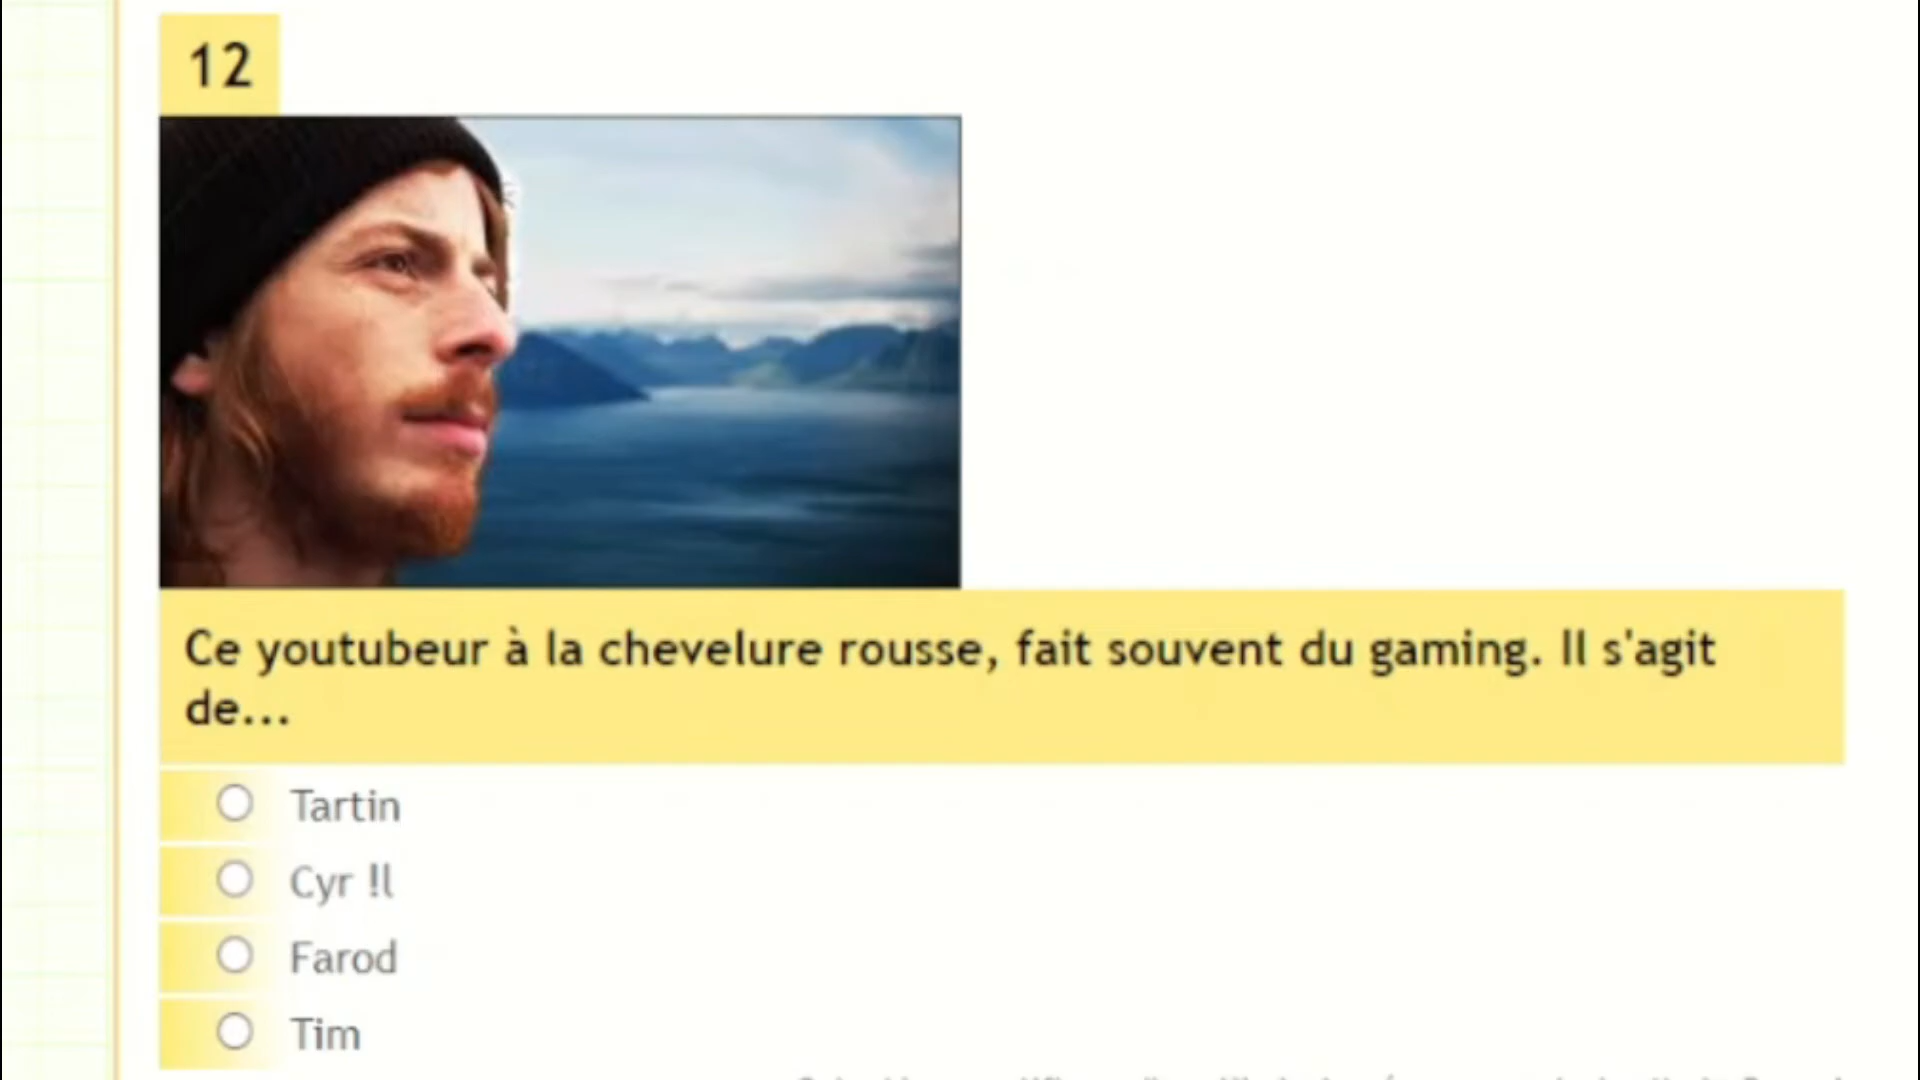 12
Ce youtubeur à la chevelure rousse, fait souvent du gaming. Il s'agit
de...
Tartin
Cyr !l
Farod
Tim